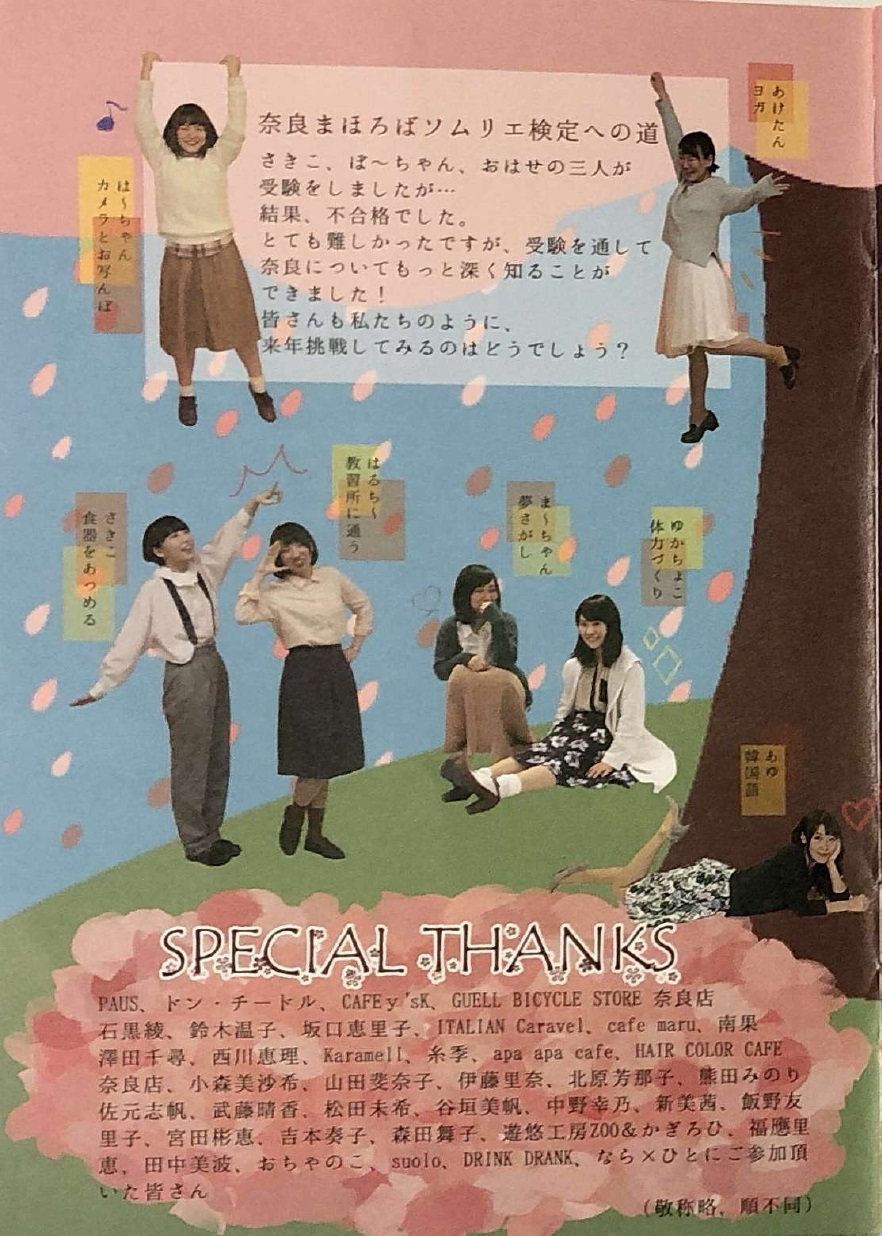 奈良まほろばソムリエ検定への道
さきこ、ぼ〜ちゃん、おはせの三人が
受験をしましたが…
結果、不合格でした。
とても難しかったですが、受験を通して
奈良についてもっと深く知ることが
できました！
皆さんも私たちのように、
来年挑戦してみるのはどうでしょう？
あけたん
ヨガ
は〜ちゃん
カメラとお写んぽ
はるち〜
教習所に通う
さきこ
食器をあつめる
ま〜ちゃん
夢さがし
ゆかちょこ
体力づくり
あゆ
韓国語
SPECIAL THANKS
PAUS、ドン・チードル、CAFEy'sK、GUELL BICYCLE STORE 奈良店
石黒綾、鈴木温子、坂口恵里子、ITALIAN Caravel、cafe maru、南果
澤田千尋、西川恵理、Karamell、糸季、apa apa cafe、HAIR COLOR CAFE
奈良店、小森美沙希、山田斐奈子、伊藤里奈、北原芳那子、熊田みのり
佐元志帆、武藤晴香、松田未希、谷垣美帆、中野幸乃、新美茜、飯野友
里子、宮田彬恵、吉本奏子、森田舞子、遊悠工房ZOO＆かぎろひ、福應里
恵、田中美波、おちゃのこ、suolo、DRINK DRANK、なら×ひとにご参加頂
いた皆さん
（敬称略、順不同）